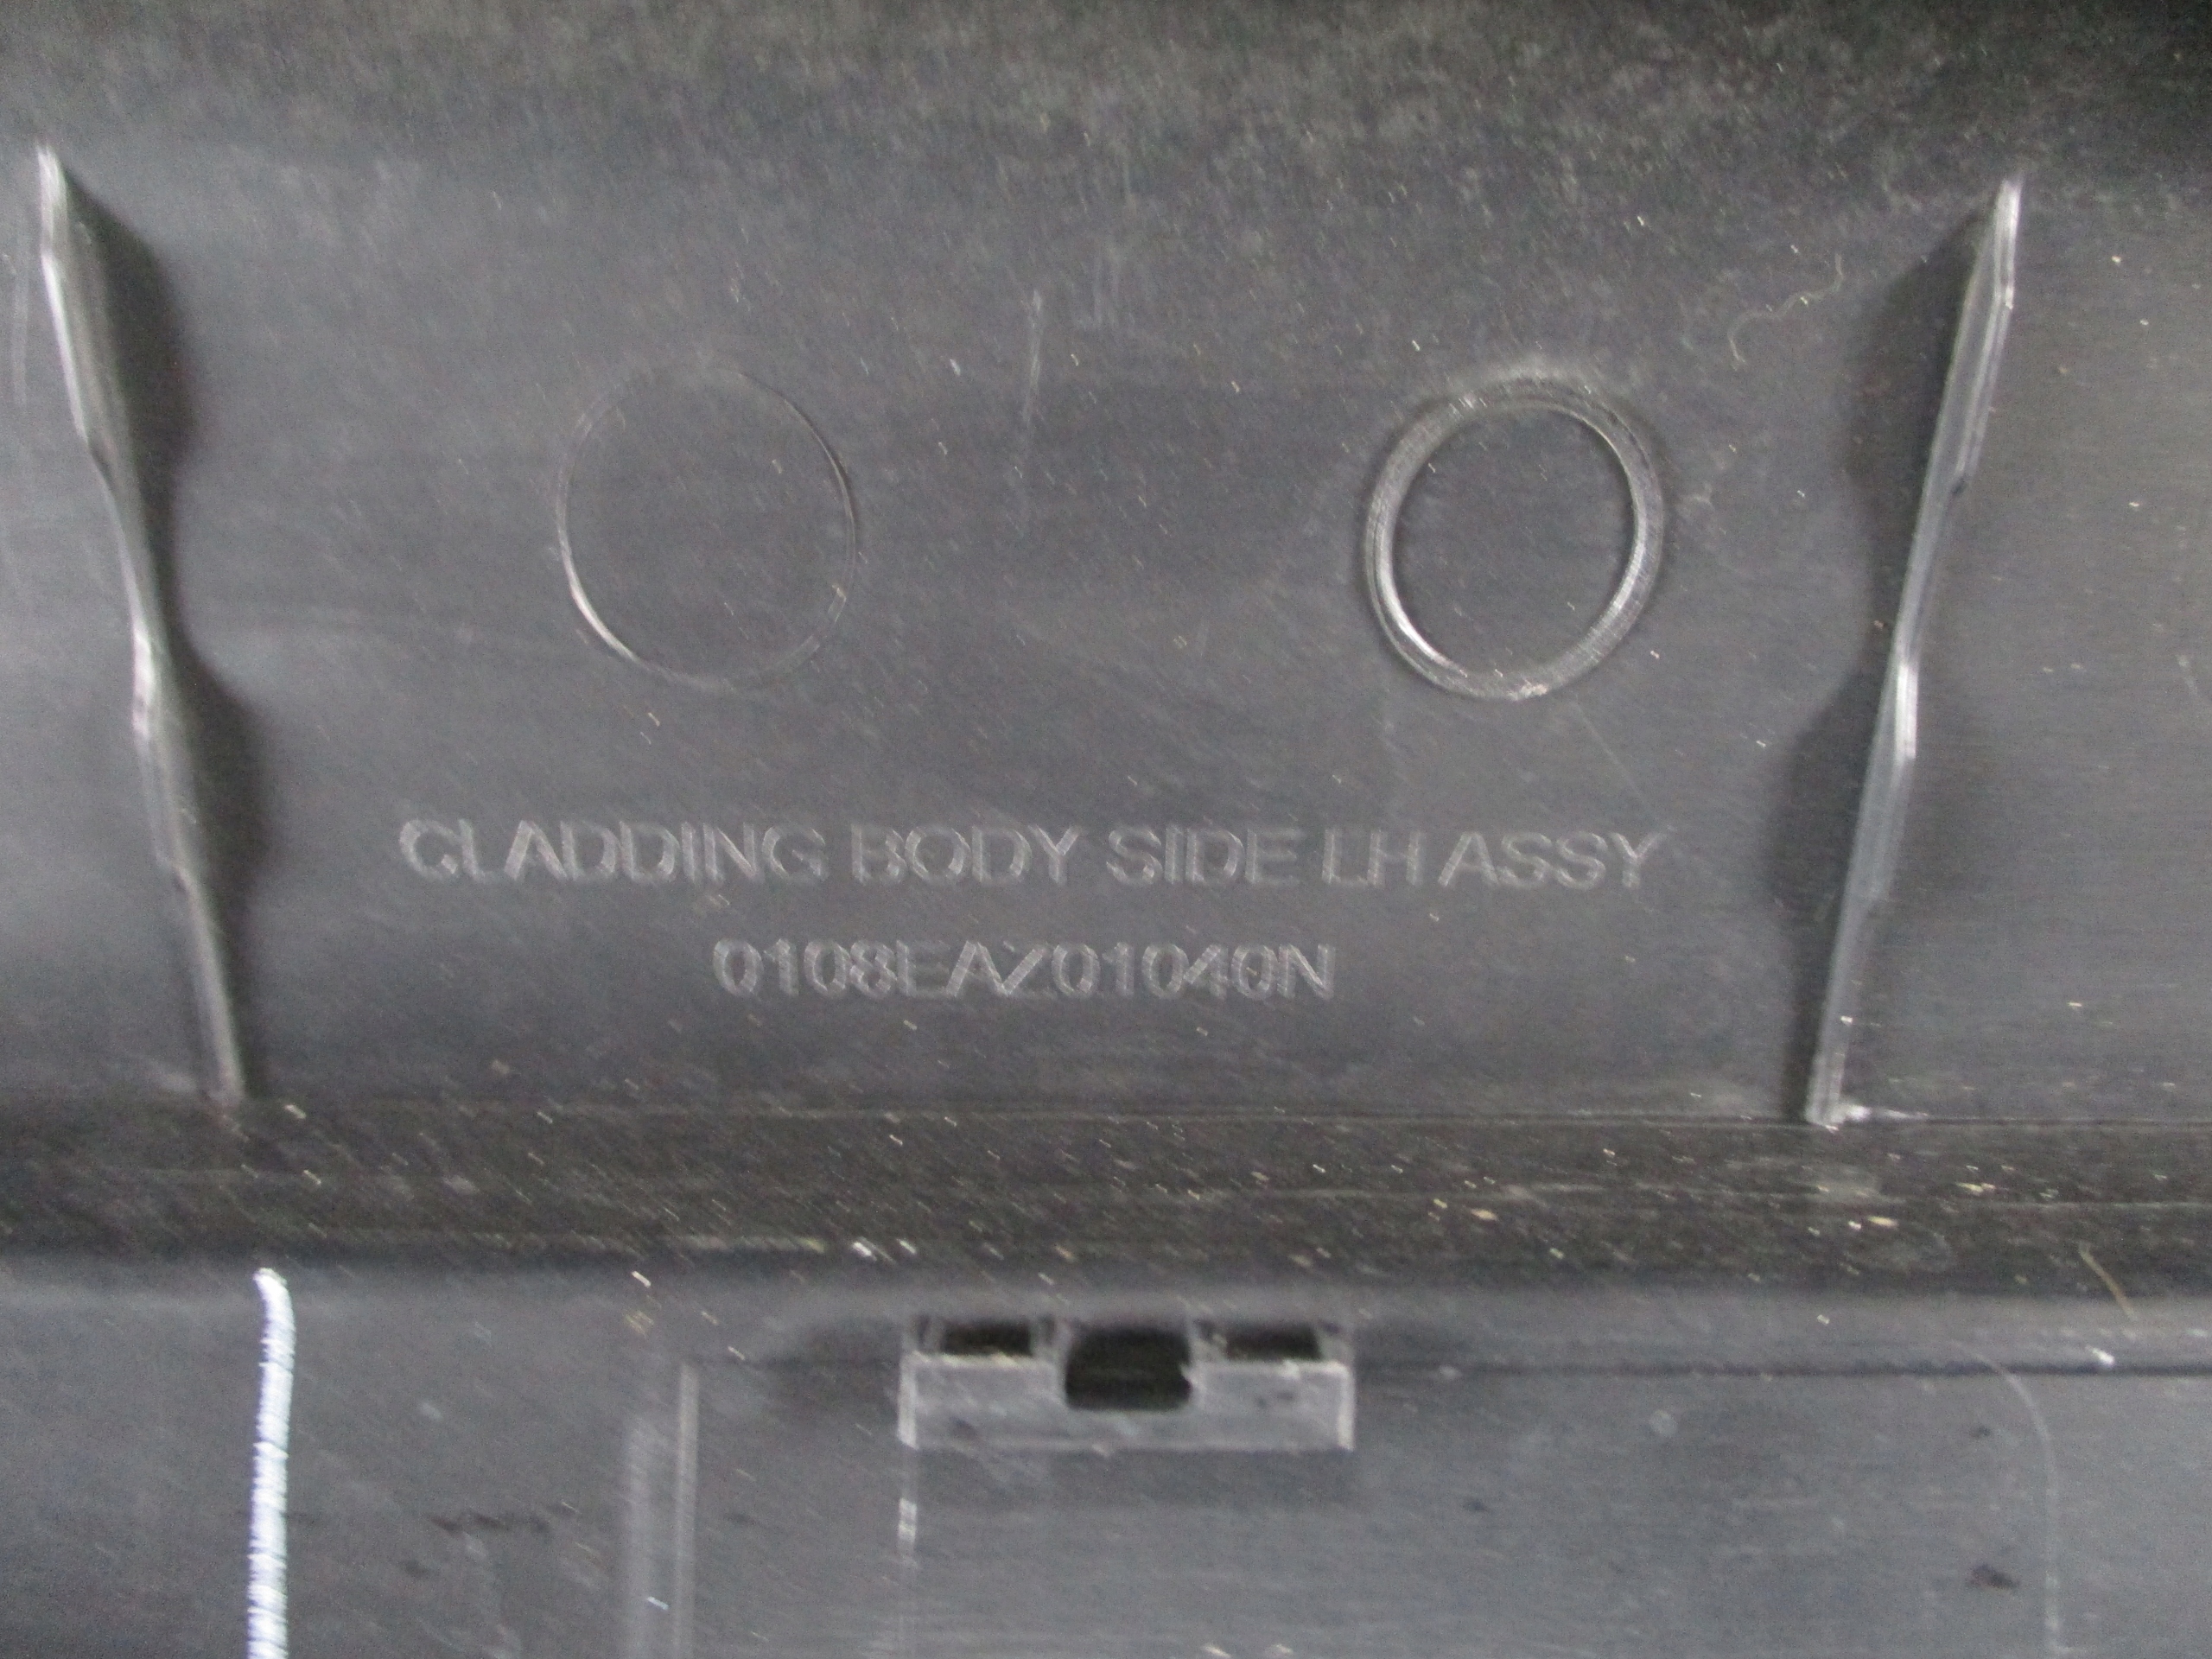 CLADDING BODY SIDE LH ASSY
0108EAZ01040N